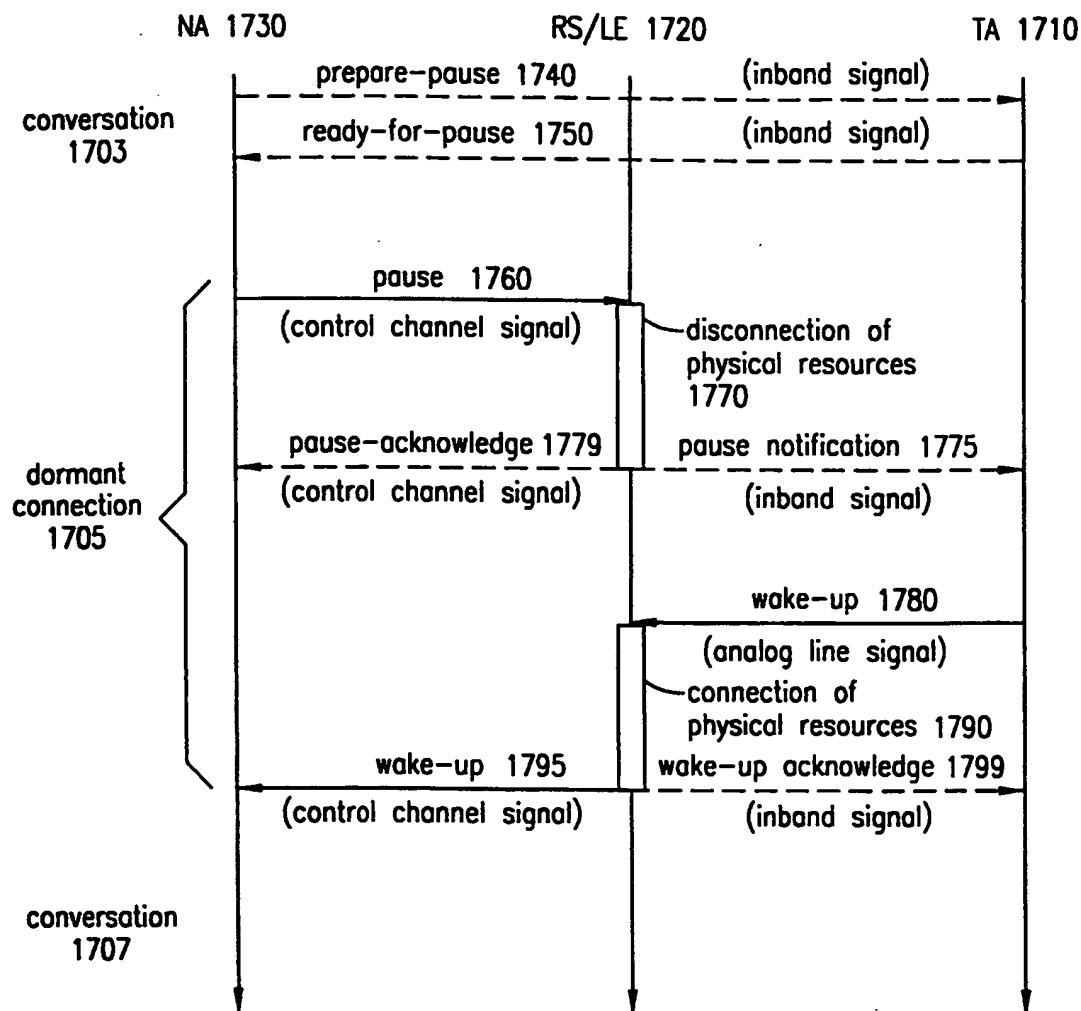 NA 1730
RS/LE 1720
TA 1710
prepare-pause 1740
(inband signal)
conversation
1703
ready-for-pause 1750
(inband signal)
pause 1760
(control channel signal)
disconnection of
physical resources
1770
pause-acknowledge 1779
pause notification 1775
(control channel signal)
(inband signal)
dormant
connection
1705
wake-up 1780
(analog line signal)
connection of
physical resources 1790
wake-up 1795
wake-up acknowledge 1799
(control channel signal)
(inband signal)
conversation
1707